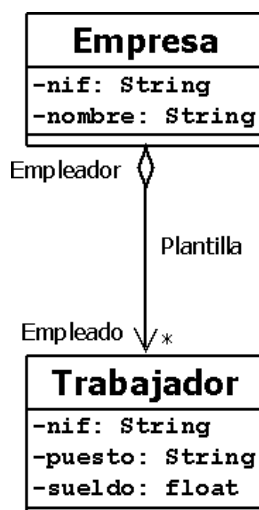 Empresa
-nif: String
-nombre: String
Empleador
Plantilla
Empleado
*
Trabajador
-nif: String
-puesto: String
-sueldo: float